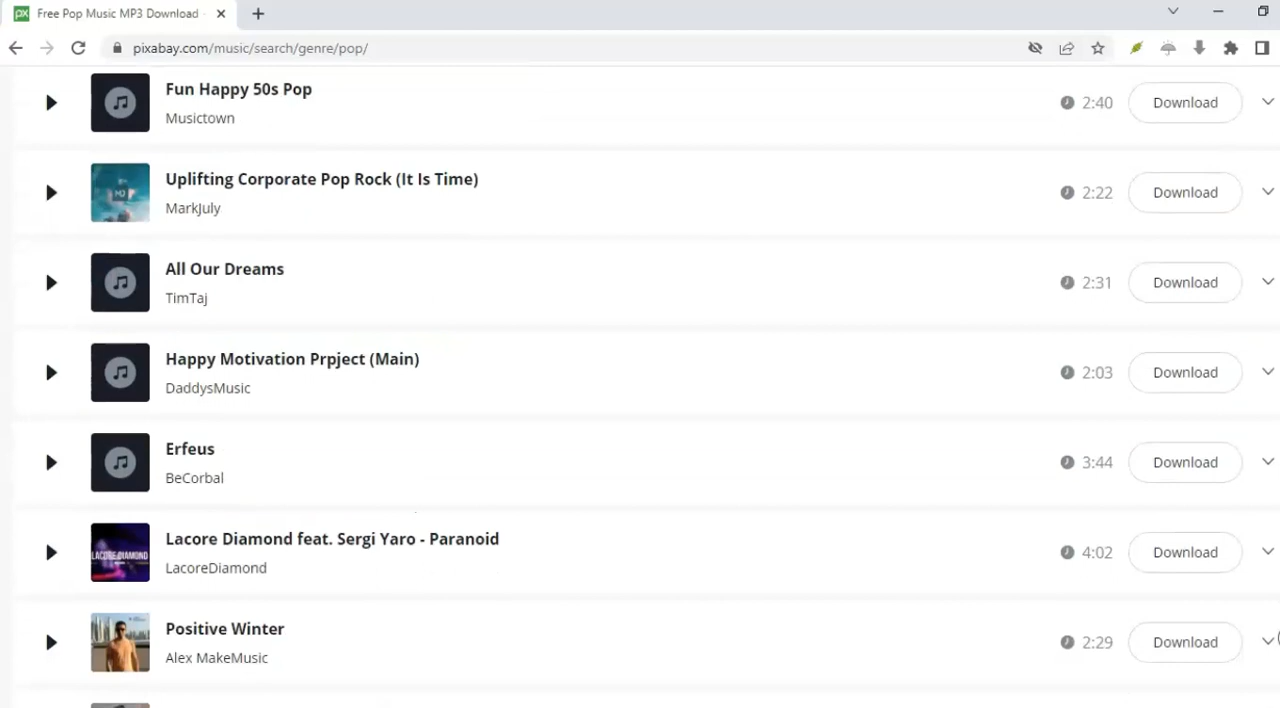 px Free Pop Music MP3 Download
pixabay.com/music/search/genre/pop/
Fun Happy 50s Pop
Musictown
2:40
Download
Uplifting Corporate Pop Rock (It Is Time)
MarkJuly
2:22
Download
All Our Dreams
TimTaj
2:31
Download
Happy Motivation Prpject (Main)
DaddysMusic
2:03
Download
Erfeus
BeCorbal
3:44
Download
LACORE DIAMOND
Lacore Diamond feat. Sergi Yaro - Paranoid
LacoreDiamond
4:02
Download
Positive Winter
Alex MakeMusic
2:29
Download